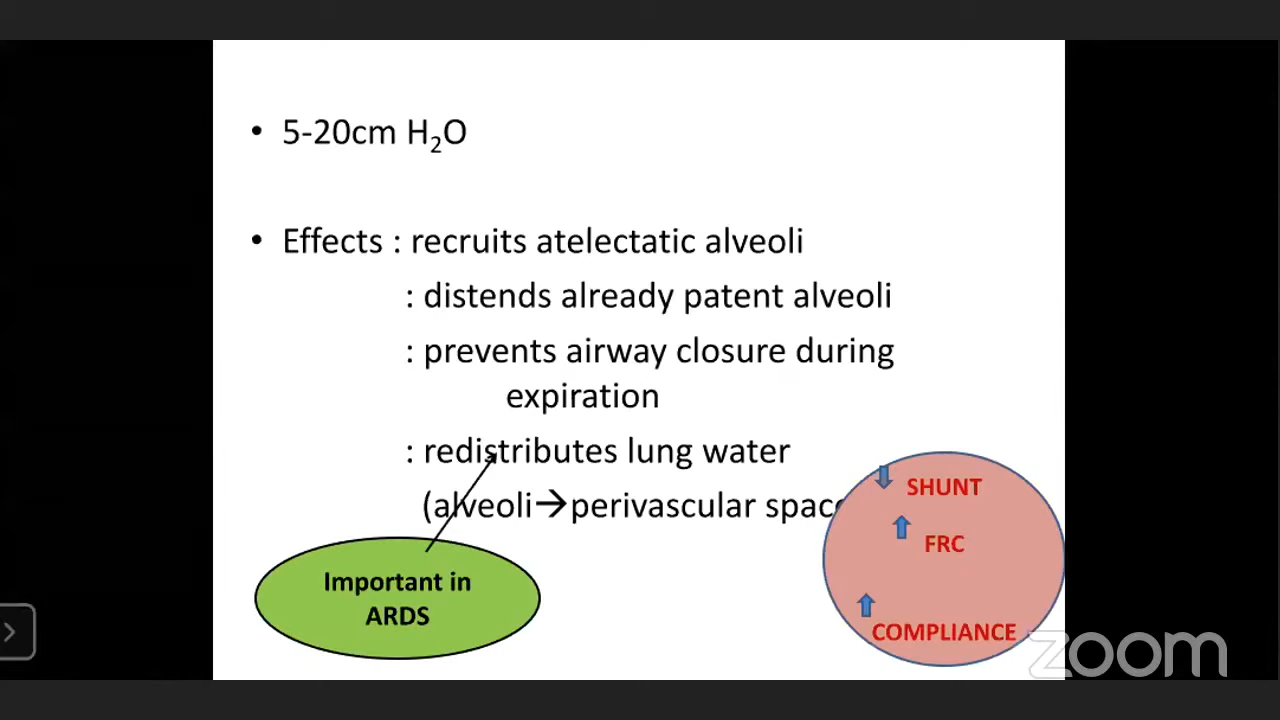 • 5-20cm H₂O
• Effects : recruits atelectatic alveoli
: distends already patent alveoli
: prevents airway closure during
expiration
: redistributes lung water
(alveoli→perivascular space
SHUNT
FRC
Important in
ARDS
COMPLIANCE
zoom